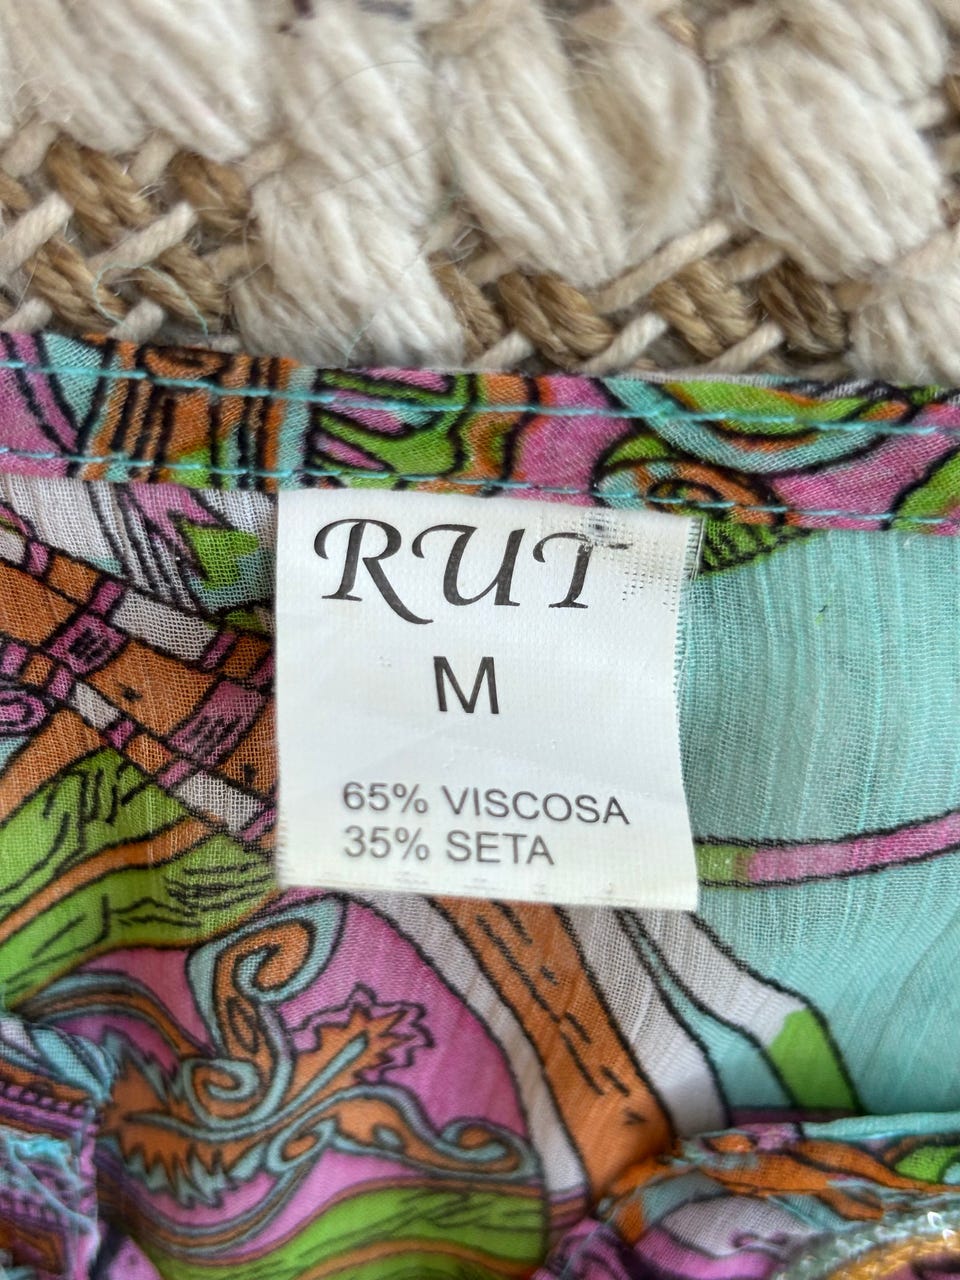 RUT
M
65% VISCOSA
35% SETA